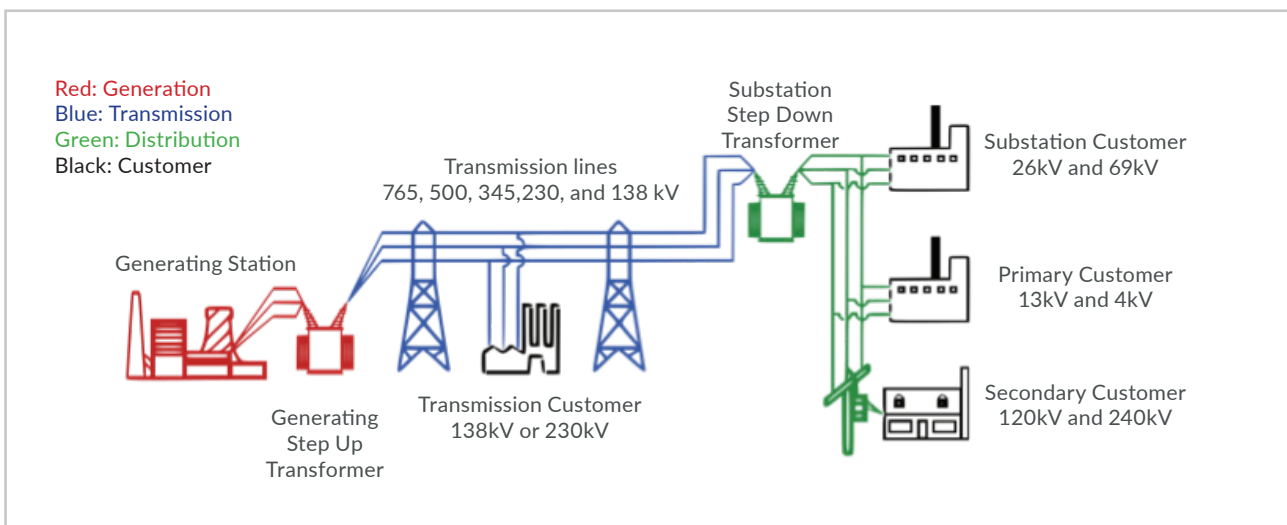 Red: Generation
Blue: Transmission
Green: Distribution
Black: Customer
Substation
Step Down
Transformer
Substation Customer
26kV and 69kV
Transmission lines
765, 500, 345,230, and 138 kV
Generating Station
Primary Customer
13kV and 4kV
Generating
Step Up
Transformer
Transmission Customer
138kV or 230kV
Secondary Customer
120kV and 240kV